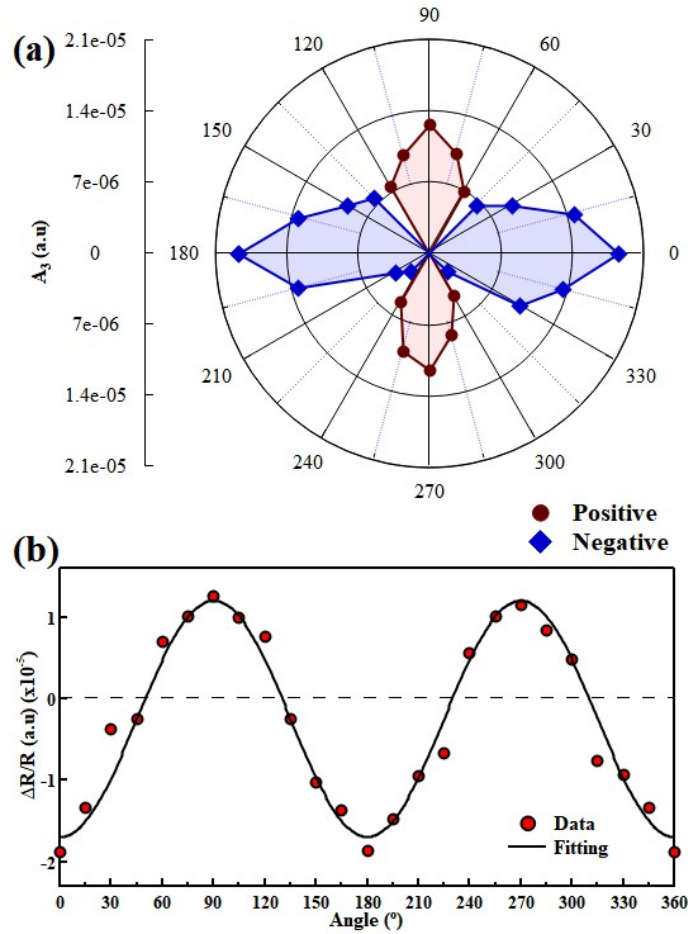 (a)
2.1e-05
1.4e-05
7e-06
0
7e-06
1.4e-05
2.1e-05
A₃ (a.u)
90
120
60
150
30
180
0
210
330
240
300
270
Positive
Negative
(b)
1
0
-1
-2
ΔR/R (a.u) (x10⁻⁵)
Data
Fitting
0 30 60 90 120 150 180 210 240 270 300 330 360
Angle (º)